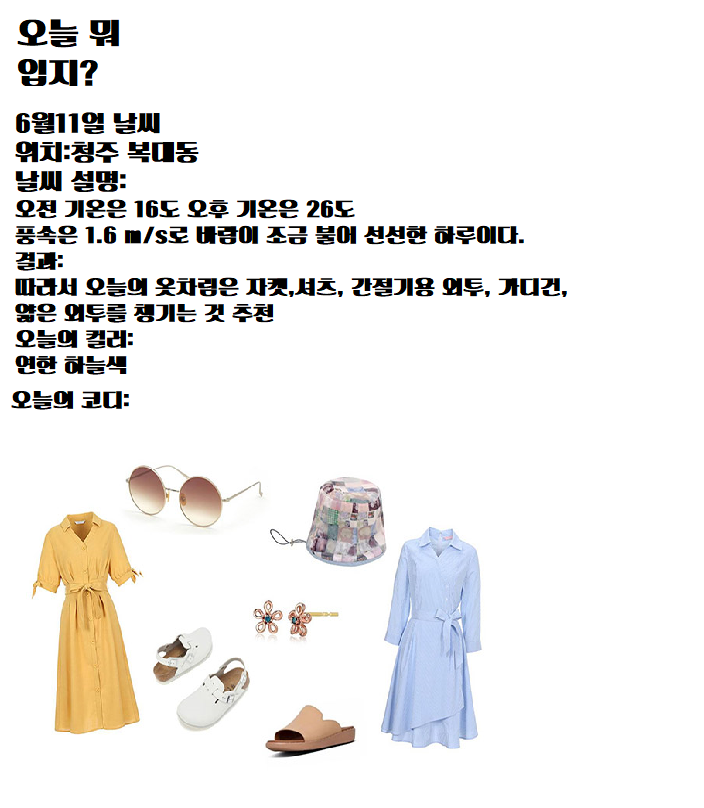 오늘 뭐
입지?
6월11일 날씨
위치:청주 복대동
날씨 설명:
오전 기온은 16도 오후 기온은 26도
풍속은 1.6 m/s로 바람이 조금 불어 선선한 하루이다.
결과:
따라서 오늘의 옷차림은 자켓,셔츠, 간절기용 외투, 가디건,
얇은 외투를 챙기는 것 추천
오늘의 컬러:
연한 하늘색
오늘의 코디: